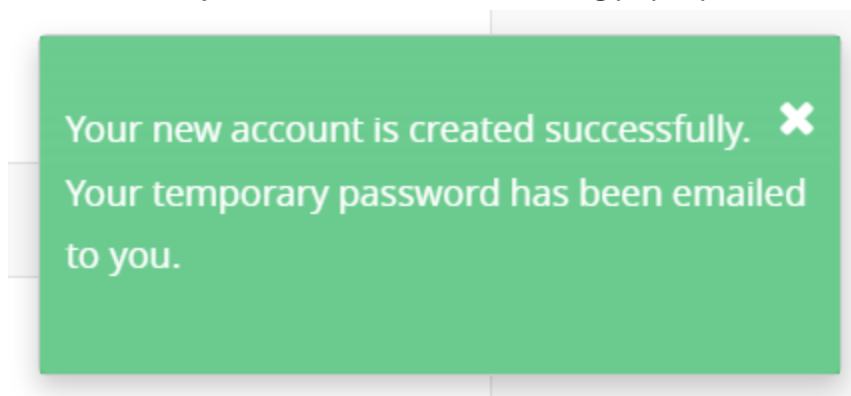 Your new account is created successfully.
Your temporary password has been emailed
to you.